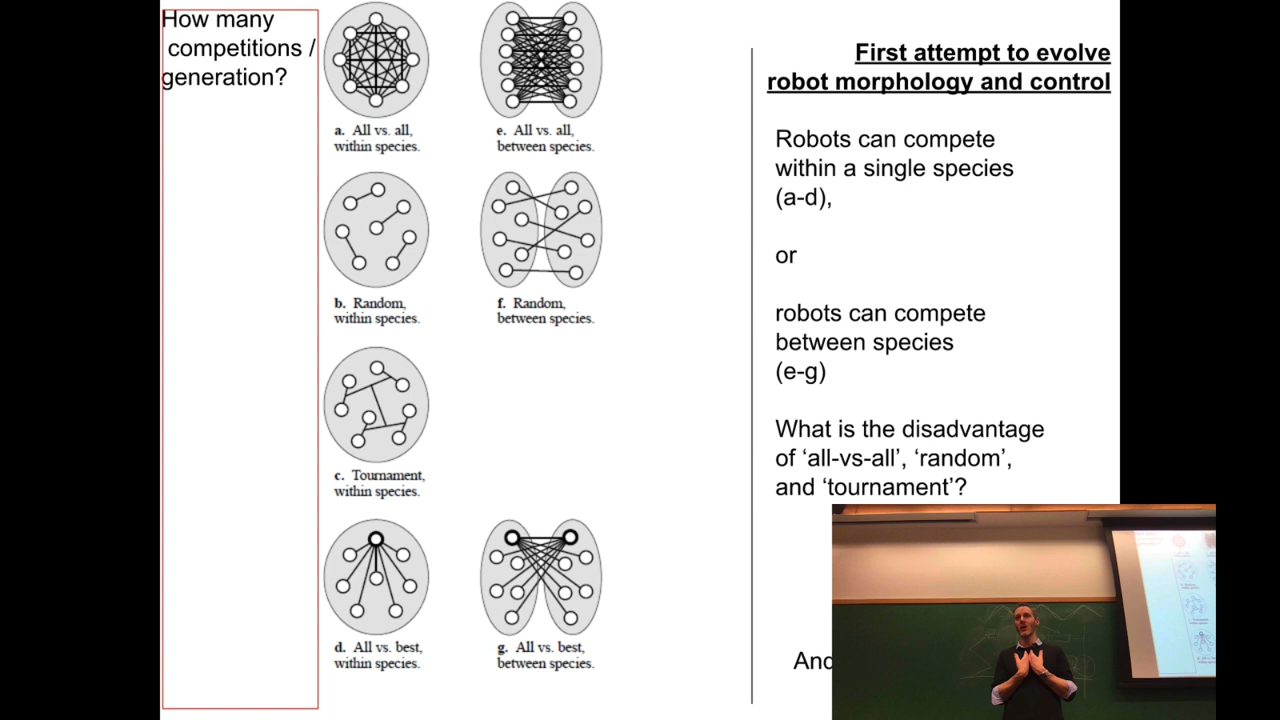 How many
competitions /
generation?
a. All vs. all,
within species.
e. All vs. all,
between species.
b. Random,
within species.
f. Random,
between species.
c. Tournament,
within species.
d. All vs. best,
within species.
g. All vs. best,
between species.
First attempt to evolve
robot morphology and control
Robots can compete
within a single species
(a-d),
or
robots can compete
between species
(e-g)
What is the disadvantage
of ‘all-vs-all’, ‘random’,
and ‘tournament’?